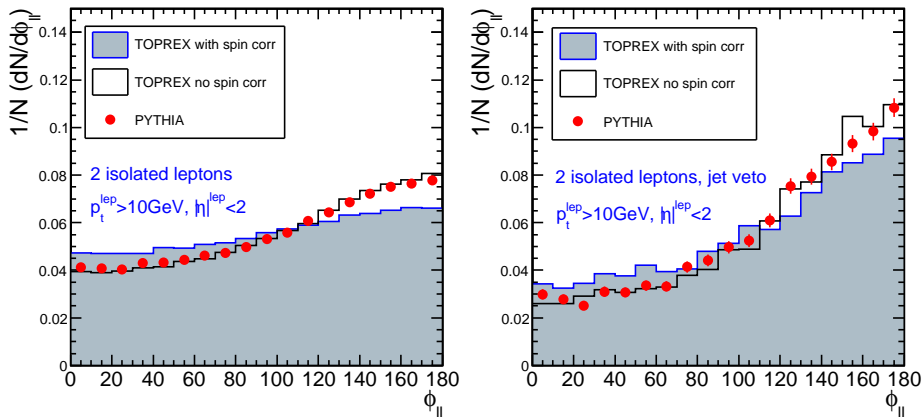 1/N (dN/dϕ_ll)
0.14
0.12
0.1
0.08
0.06
0.04
0.02
0
TOPREX with spin corr
TOPREX no spin corr
PYTHIA
2 isolated leptons
p_t^lep>10GeV, |η|^lep<2
0 20 40 60 80 100 120 140 160 180
ϕ_ll
1/N (dN/dϕ_ll)
0.14
0.12
0.1
0.08
0.06
0.04
0.02
0
TOPREX with spin corr
TOPREX no spin corr
PYTHIA
2 isolated leptons, jet veto
p_t^lep>10GeV, |η|^lep<2
0 20 40 60 80 100 120 140 160 180
ϕ_ll